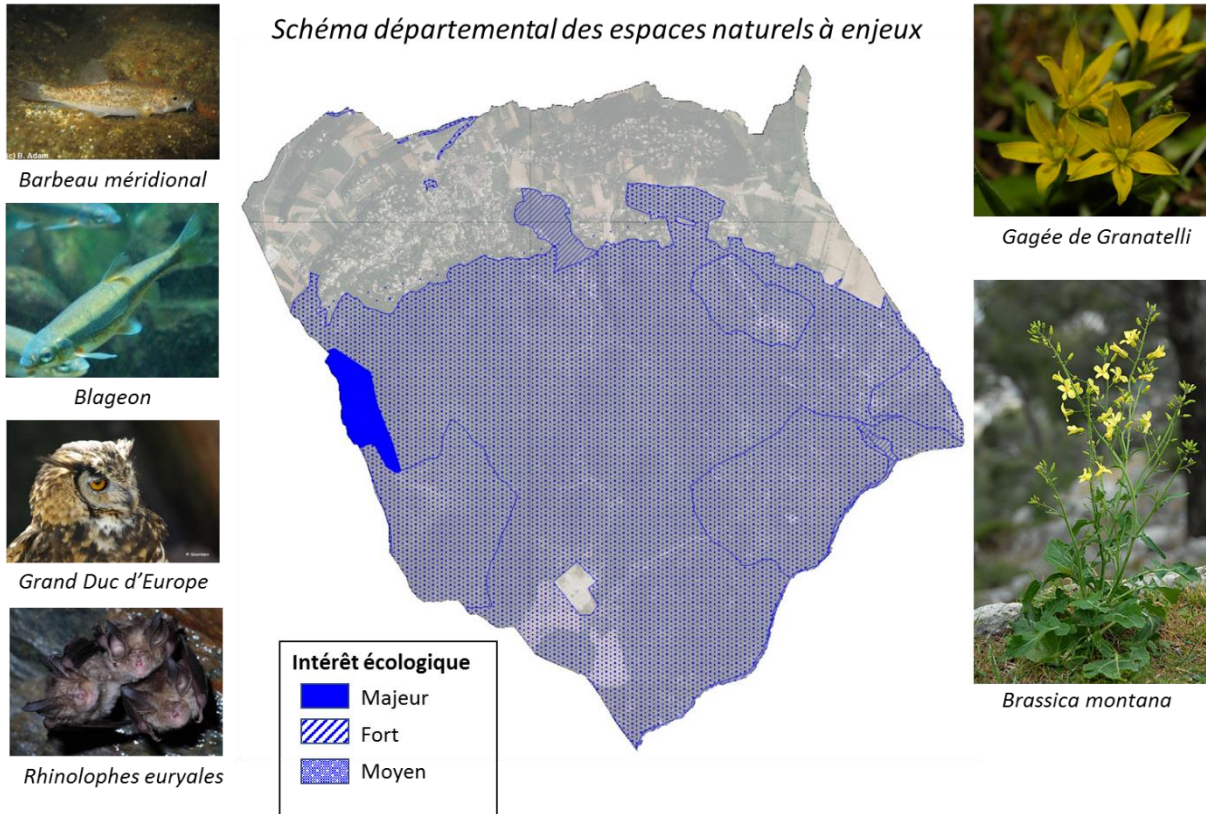 Schéma départemental des espaces naturels à enjeux
(c) B. Adam
Barbeau méridional
Blageon
Grand Duc d'Europe
Rhinolophes euryales
Intérêt écologique
Majeur
Fort
Moyen
Gagée de Granatelli
Brassica montana